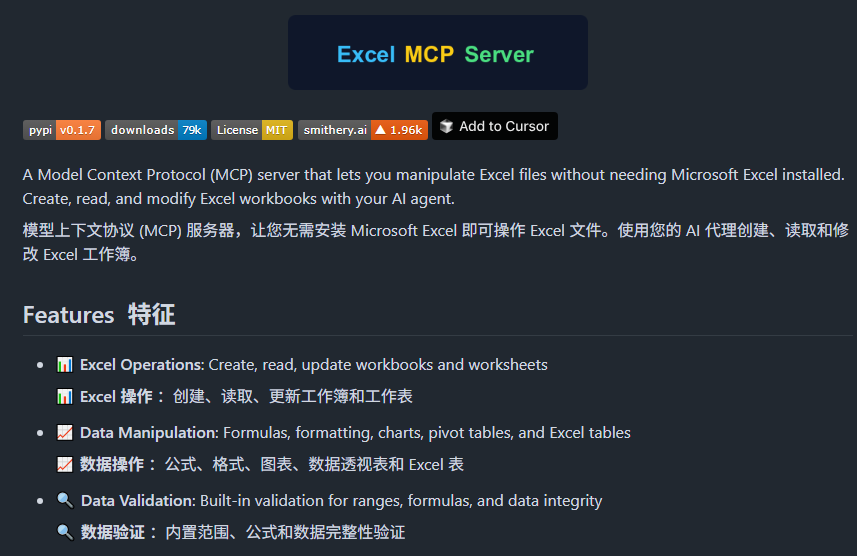 Excel MCP Server
pypi v0.1.7 downloads 79k License MIT smithery.ai ▲ 1.96k Add to Cursor
A Model Context Protocol (MCP) server that lets you manipulate Excel files without needing Microsoft Excel installed.
Create, read, and modify Excel workbooks with your AI agent.
模型上下文协议 (MCP) 服务器，让您无需安装 Microsoft Excel 即可操作 Excel 文件。使用您的 AI 代理创建、读取和修
改 Excel 工作簿。
Features 特征
• 📊 Excel Operations: Create, read, update workbooks and worksheets
📊 Excel 操作 ：创建、读取、更新工作簿和工作表
• 📈 Data Manipulation: Formulas, formatting, charts, pivot tables, and Excel tables
📈 数据操作 ：公式、格式、图表、数据透视表和 Excel 表
• 🔍 Data Validation: Built-in validation for ranges, formulas, and data integrity
🔍 数据验证 ：内置范围、公式和数据完整性验证